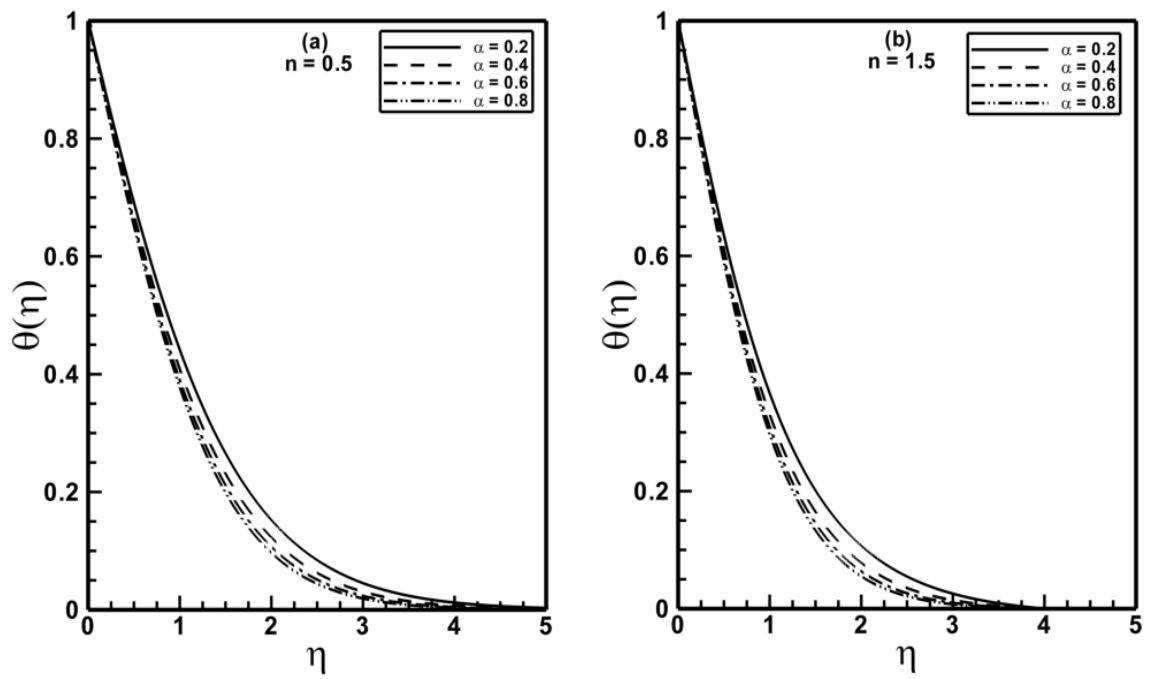 (a)
n = 0.5
α = 0.2
α = 0.4
α = 0.6
α = 0.8
θ(η)
1
0.8
0.6
0.4
0.2
0
0 1 2 3 4 5
η
(b)
n = 1.5
α = 0.2
α = 0.4
α = 0.6
α = 0.8
θ(η)
1
0.8
0.6
0.4
0.2
0
0 1 2 3 4 5
η